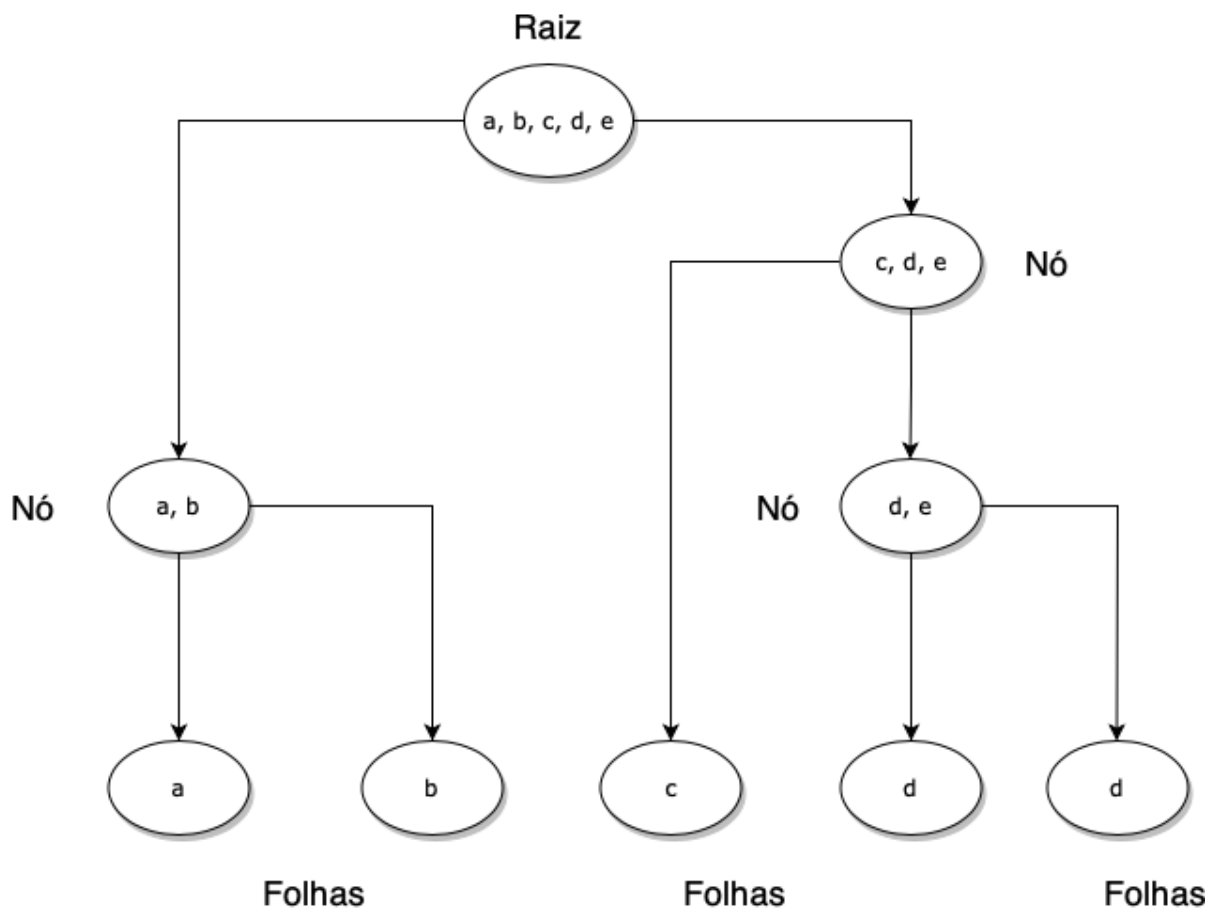 Raiz
a, b, c, d, e
c, d, e
Nó
Nó
a, b
Nó
d, e
a
b
c
d
d
Folhas
Folhas
Folhas